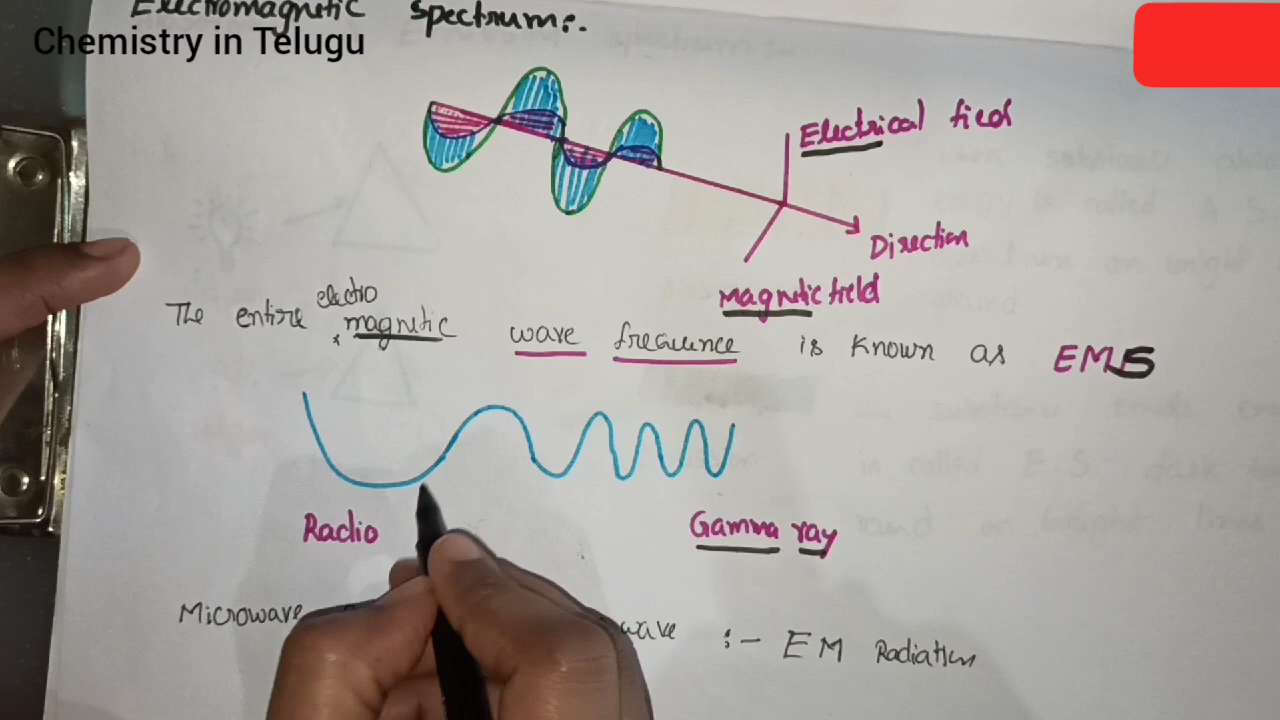 Electromagnetic Spectrum:-
Chemistry in Telugu
Electrical field
Direction
Magnetic field
The entire electro magnetic wave frequence is known as EMS
Radio
Gamma ray
Microwave
wave :- EM Radiation